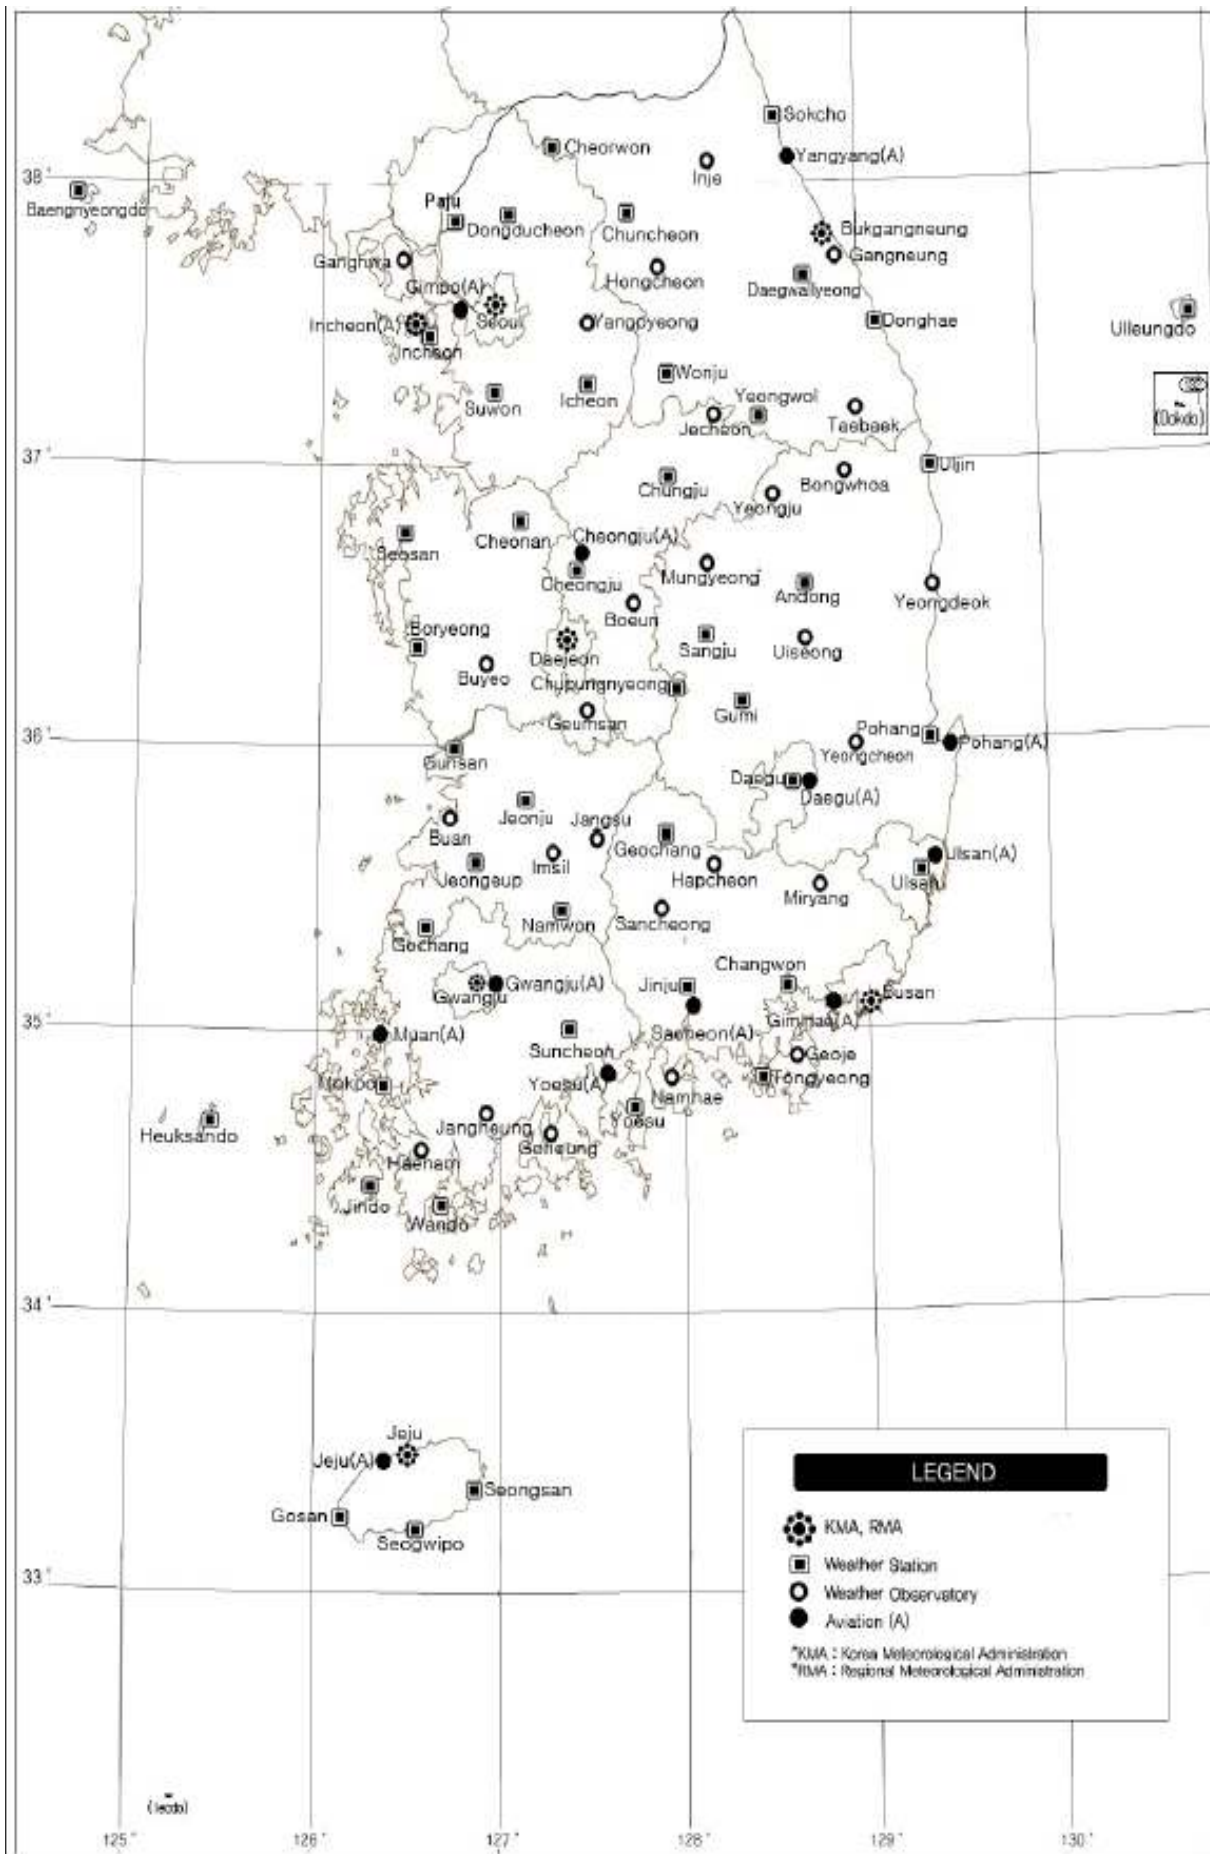 Sokcho
Cheorwon
Yangyang(A)
Inje
38°
Baengnyeongdo
Paju
Dongducheon
Chuncheon
Bukgangneung
Gangneung
Ganghwa
Hongcheon
Daegwallyeong
Gimpo(A)
Seoul
Incheon(A)
Incheon
Yangpyeong
Donghae
Ulleungdo
Wonju
Suwon
Icheon
Yeongwol
Jecheon
Taebaek
(Dokdo)
37°
Uljin
Chungju
Bongwhoa
Yeongju
Cheonan
Cheongju(A)
Seosan
Cheongju
Mungyeong
Andong
Yeongdeok
Boeun
Boryeong
Daejeon
Sangju
Uiseong
Buyeo
Chupungnyeong
Geumsan
Gumi
36°
Pohang
Pohang(A)
Gunsan
Yeongcheon
Daegu
Daegu(A)
Jeonju
Jangsu
Buan
Geochang
Imsil
Ulsan(A)
Jeongeup
Hapcheon
Ulsan
Miryang
Namwon
Sancheong
Gochang
Changwon
Gwangju
Gwangju(A)
Jinju
Busan
35°
Gimhae(A)
Muan(A)
Sacheon(A)
Suncheon
Geoje
Mokpo
Yoesu(A)
Namhae
Tongyeong
Heuksando
Jangheung
Yoesu
Goheung
Haenam
Jindo
Wando
34°
Jeju
Jeju(A)
Seongsan
Gosan
Seogwipo
33°
LEGEND
KMA, RMA
Weather Station
Weather Observatory
Aviation (A)
*KMA : Korea Meteorological Administration
*RMA : Regional Meteorological Administration
(Ieodo)
125° 126° 127° 128° 129° 130°